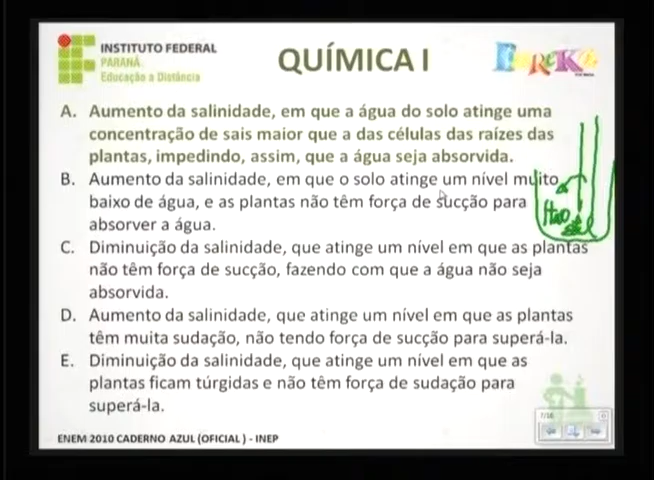 INSTITUTO FEDERAL
PARANÁ
Educação a Distância
QUÍMICA I
EUREKA
A. Aumento da salinidade, em que a água do solo atinge uma
concentração de sais maior que a das células das raízes das
plantas, impedindo, assim, que a água seja absorvida.
B. Aumento da salinidade, em que o solo atinge um nível muito
baixo de água, e as plantas não têm força de sucção para
absorver a água.
C. Diminuição da salinidade, que atinge um nível em que as plantas
não têm força de sucção, fazendo com que a água não seja
absorvida.
D. Aumento da salinidade, que atinge um nível em que as plantas
têm muita sudação, não tendo força de sucção para superá-la.
E. Diminuição da salinidade, que atinge um nível em que as
plantas ficam túrgidas e não têm força de sudação para
superá-la.
H2O
sal
7/16
ENEM 2010 CADERNO AZUL (OFICIAL ) - INEP